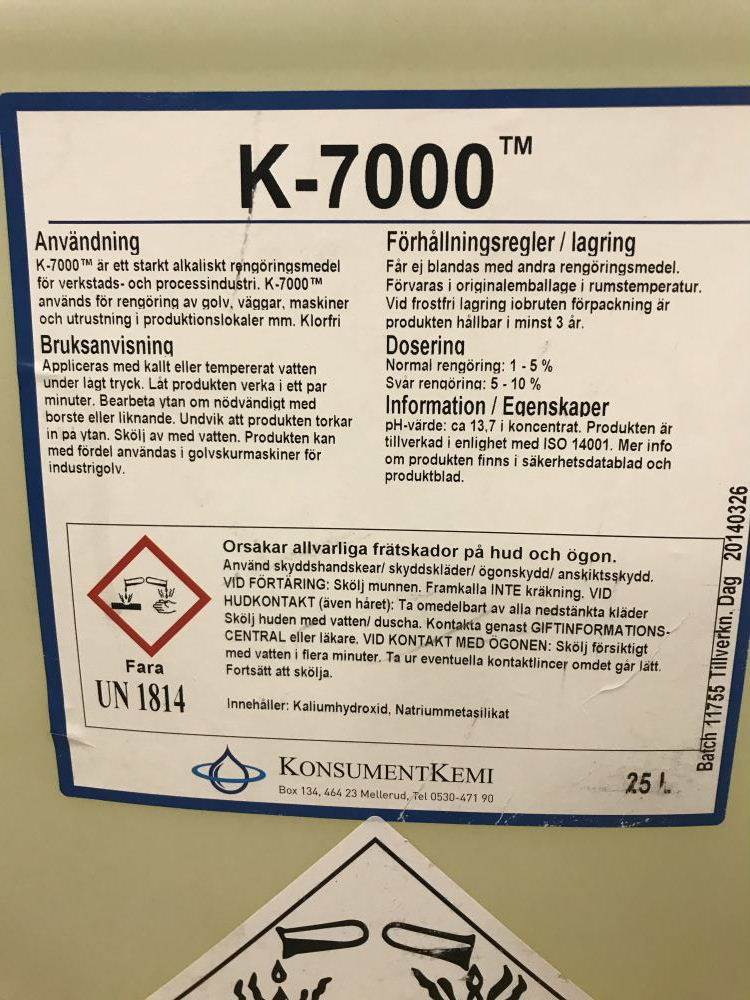 K-7000™
Användning
K-7000™ är ett starkt alkaliskt rengöringsmedel
för verkstads- och processindustri. K-7000™
används för rengöring av golv, väggar, maskiner
och utrustning i produktionslokaler mm. Klorfri
Bruksanvisning
Appliceras med kallt eller tempererat vatten
under lågt tryck. Låt produkten verka i ett par
minuter. Bearbeta ytan om nödvändigt med
borste eller liknande. Undvik att produkten torkar
in på ytan. Skölj av med vatten. Produkten kan
med fördel användas i golvskurmaskiner för
industrigolv.
Förhållningsregler / lagring
Får ej blandas med andra rengöringsmedel.
Förvaras i originalemballage i rumstemperatur.
Vid frostfri lagring iobruten förpackning är
produkten hållbar i minst 3 år.
Dosering
Normal rengöring: 1 - 5 %
Svår rengöring: 5 - 10 %
Information / Egenskaper
pH-värde: ca 13,7 i koncentrat. Produkten är
tillverkad i enlighet med ISO 14001. Mer info
om produkten finns i säkerhetsdatablad och
produktblad.
Orsakar allvarliga frätskador på hud och ögon.
Använd skyddshandskear/ skyddskläder/ ögonskydd/ anskiktsskydd.
VID FÖRTÄRING: Skölj munnen. Framkalla INTE kräkning. VID
HUDKONTAKT (även håret): Ta omedelbart av alla nedstänkta kläder
Skölj huden med vatten/ duscha. Kontakta genast GIFTINFORMATIONS-
CENTRAL eller läkare. VID KONTAKT MED ÖGONEN: Skölj försiktigt
med vatten i flera minuter. Ta ur eventuella kontaktlincer omdet går lätt.
Fortsätt att skölja.
Innehåller: Kaliumhydroxid, Natriummetasilikat
Fara
UN 1814
Batch 11755 Tillverkn. Dag 20140326
KONSUMENTKEMI
Box 134, 464 23 Mellerud, Tel 0530-471 90
25 L